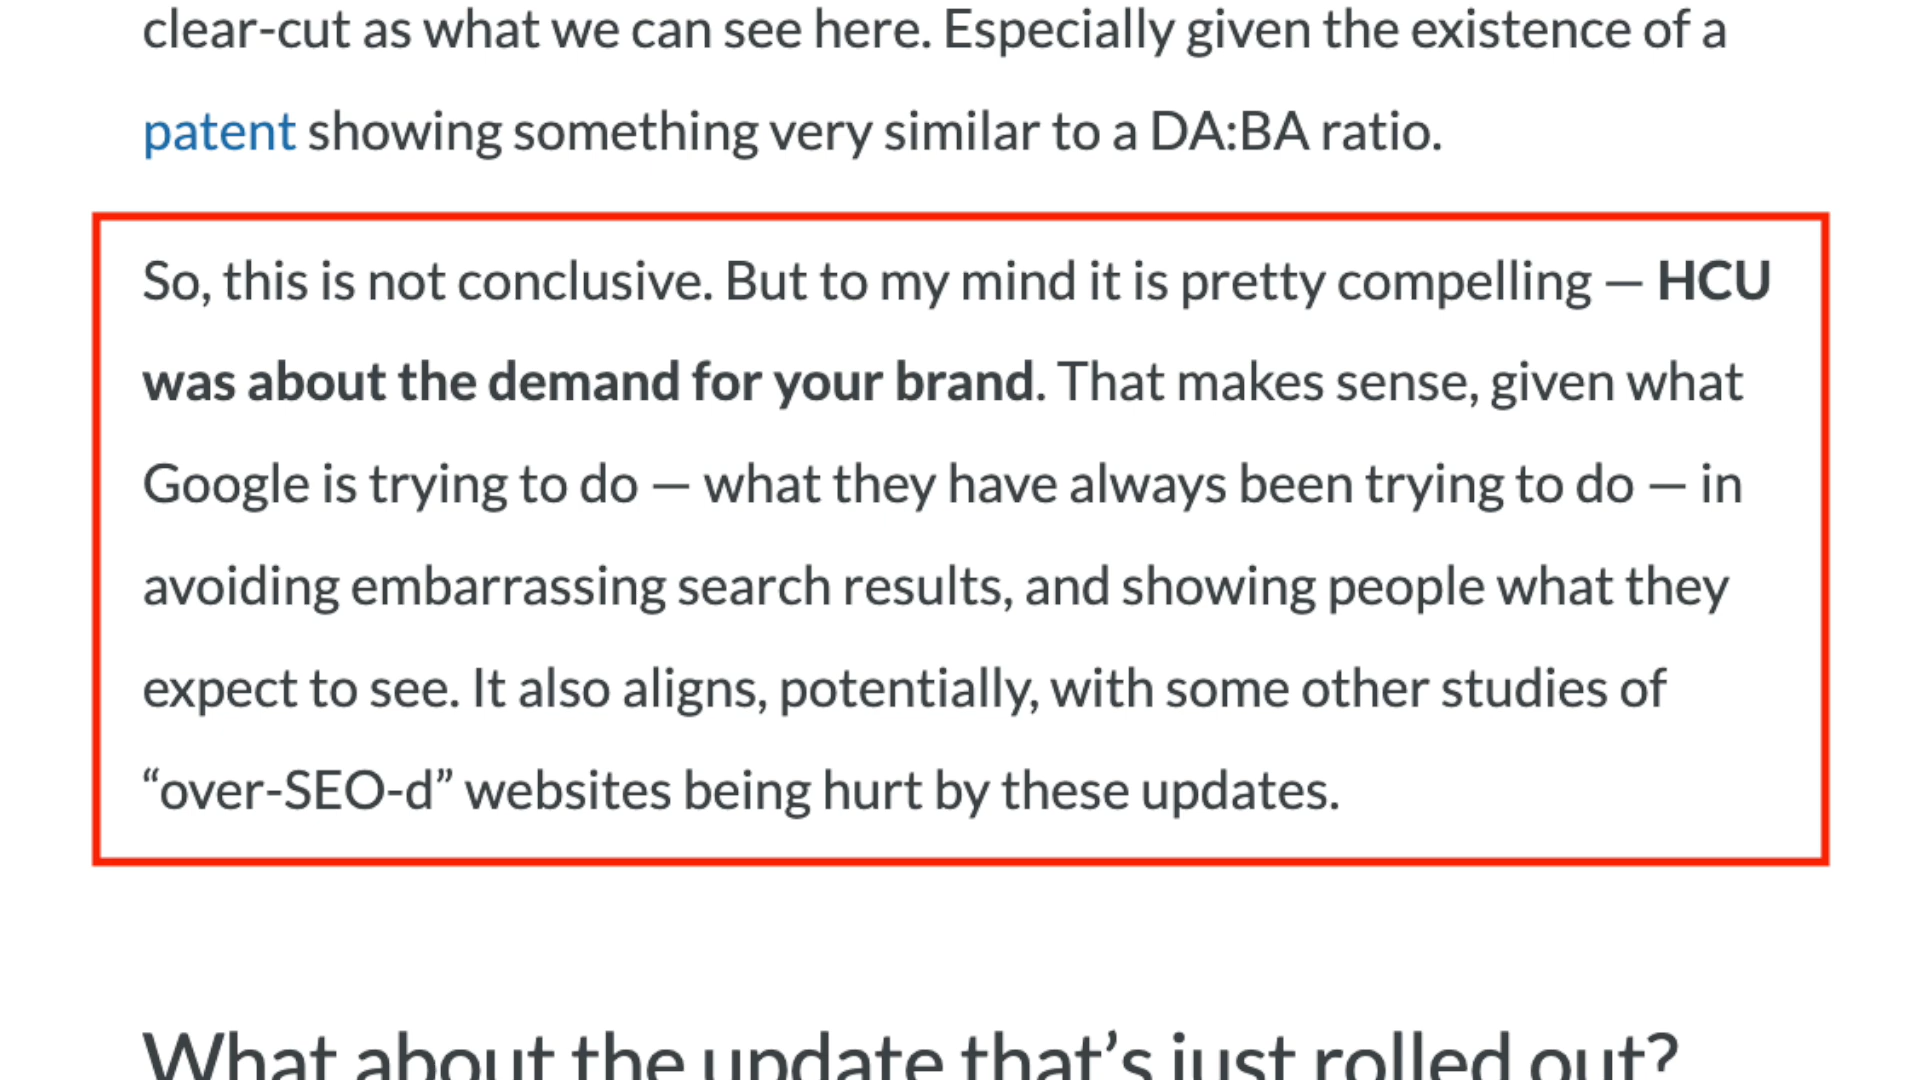 clear-cut as what we can see here. Especially given the existence of a
patent showing something very similar to a DA:BA ratio.
So, this is not conclusive. But to my mind it is pretty compelling — HCU
was about the demand for your brand. That makes sense, given what
Google is trying to do — what they have always been trying to do — in
avoiding embarrassing search results, and showing people what they
expect to see. It also aligns, potentially, with some other studies of
“over-SEO-d” websites being hurt by these updates.
What about the update that’s just rolled out?